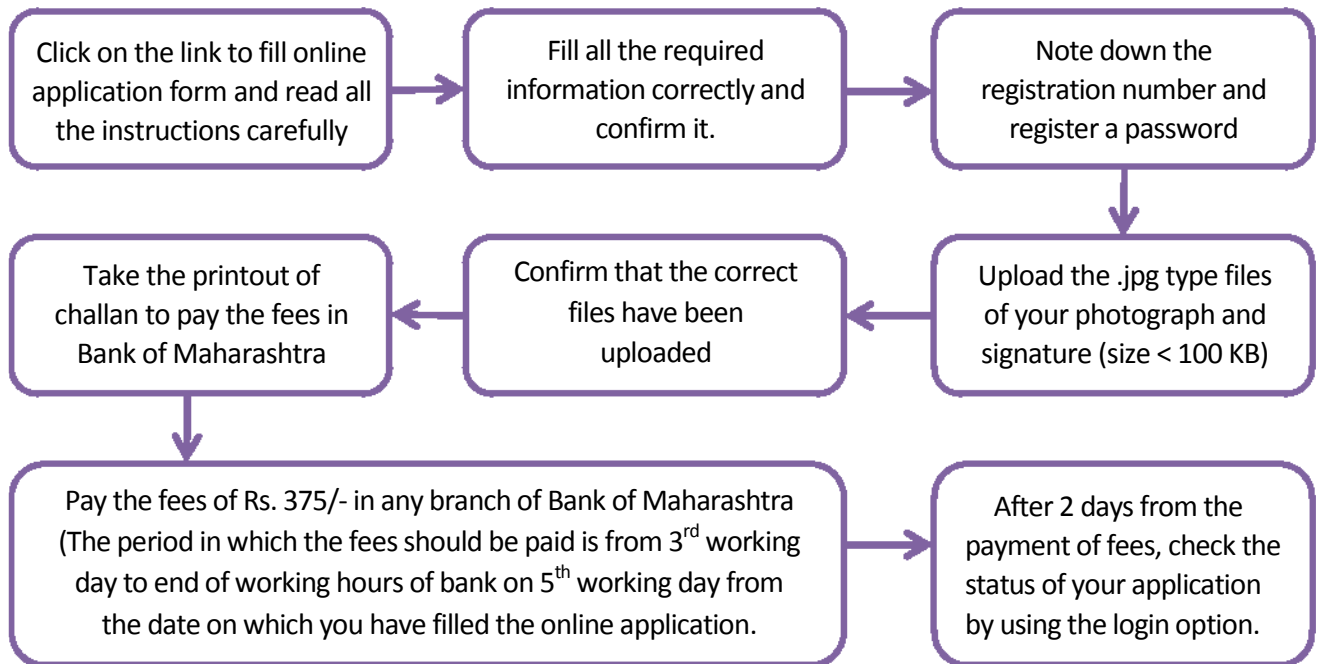 Click on the link to fill online
application form and read all
the instructions carefully
Fill all the required
information correctly and
confirm it.
Note down the
registration number and
register a password
Upload the .jpg type files
of your photograph and
signature (size < 100 KB)
Confirm that the correct
files have been
uploaded
Take the printout of
challan to pay the fees in
Bank of Maharashtra
Pay the fees of Rs. 375/- in any branch of Bank of Maharashtra
(The period in which the fees should be paid is from 3rd working
day to end of working hours of bank on 5th working day from
the date on which you have filled the online application.
After 2 days from the
payment of fees, check the
status of your application
by using the login option.